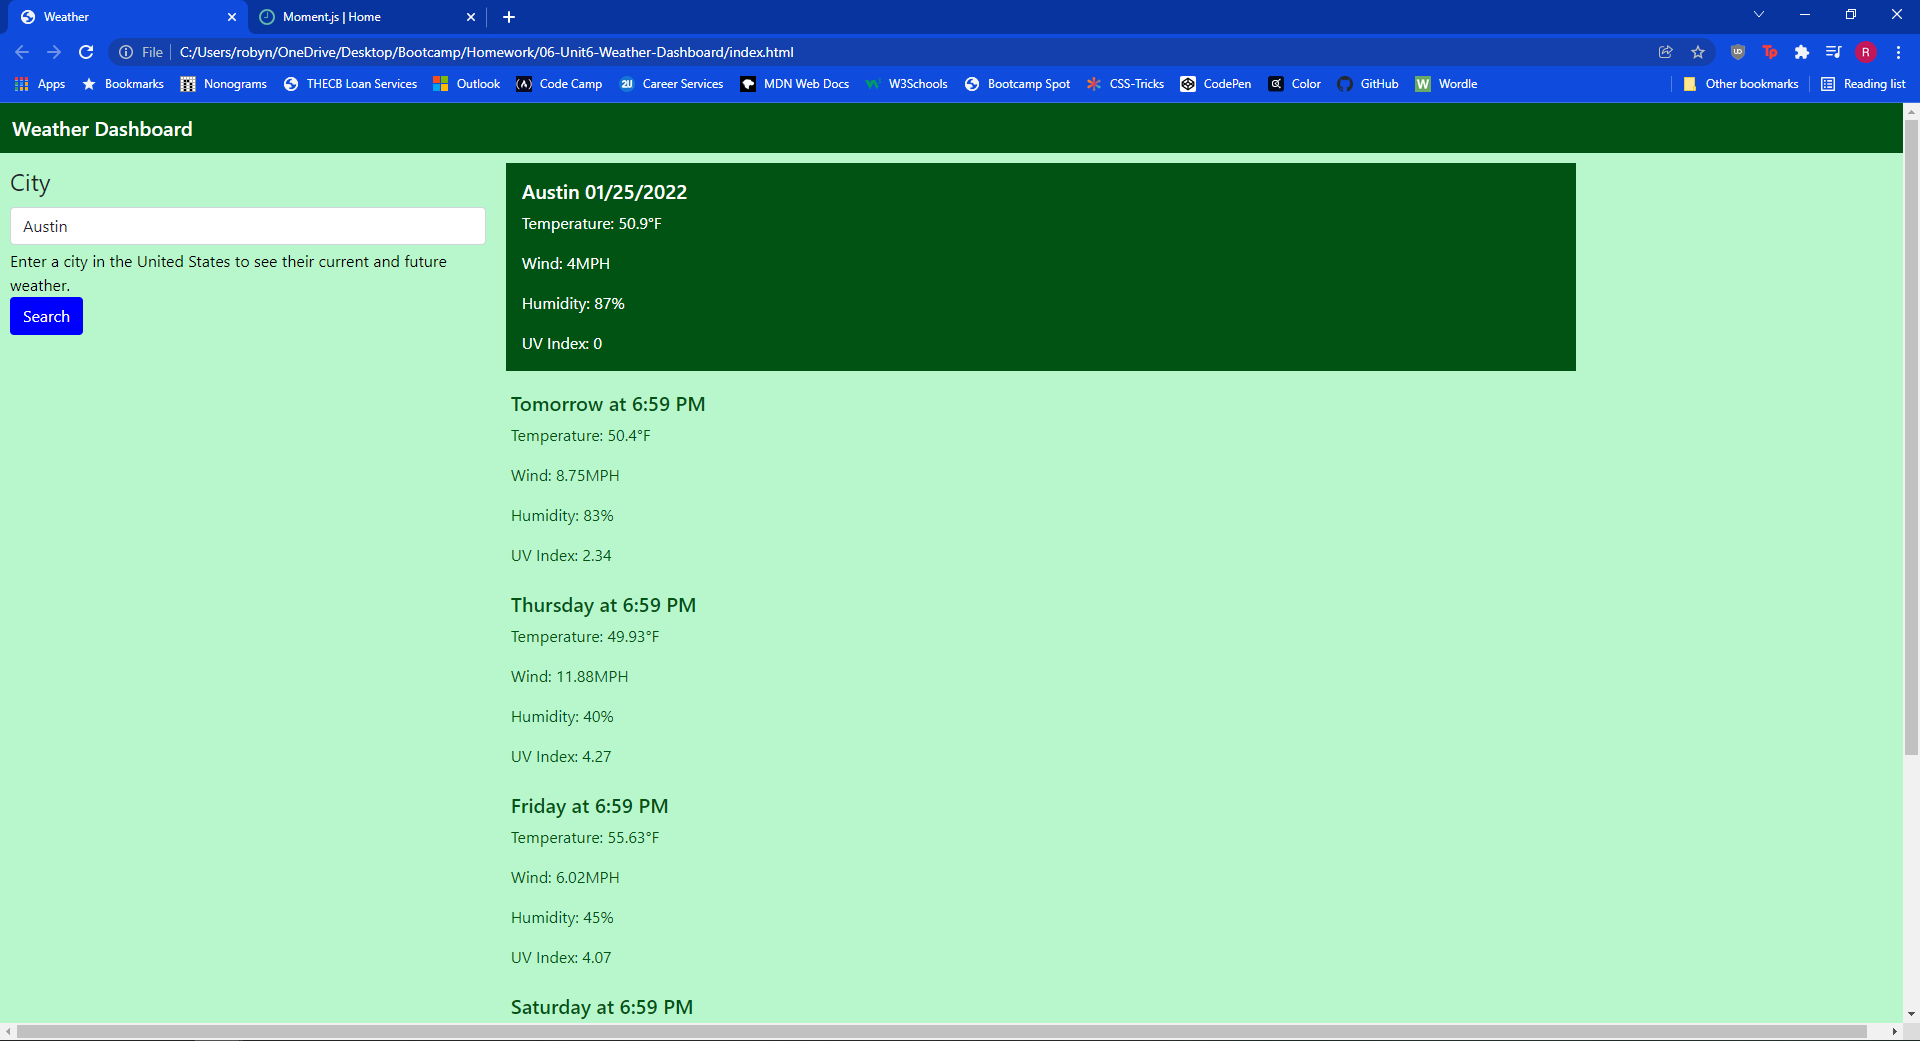 Weather
Moment.js | Home
File
C:/Users/robyn/OneDrive/Desktop/Bootcamp/Homework/06-Unit6-Weather-Dashboard/index.html
R
Apps Bookmarks Nonograms THECB Loan Services Outlook Code Camp 2U Career Services MDN Web Docs W3Schools Bootcamp Spot CSS-Tricks CodePen Color GitHub W Wordle Other bookmarks Reading list
Weather Dashboard
City
Austin
Enter a city in the United States to see their current and future
weather.
Search
Austin 01/25/2022
Temperature: 50.9°F
Wind: 4MPH
Humidity: 87%
UV Index: 0
Tomorrow at 6:59 PM
Temperature: 50.4°F
Wind: 8.75MPH
Humidity: 83%
UV Index: 2.34
Thursday at 6:59 PM
Temperature: 49.93°F
Wind: 11.88MPH
Humidity: 40%
UV Index: 4.27
Friday at 6:59 PM
Temperature: 55.63°F
Wind: 6.02MPH
Humidity: 45%
UV Index: 4.07
Saturday at 6:59 PM